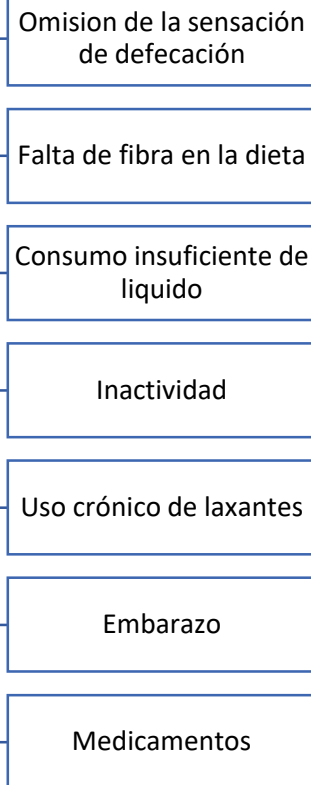 Omision de la sensación
de defecación
Falta de fibra en la dieta
Consumo insuficiente de
liquido
Inactividad
Uso crónico de laxantes
Embarazo
Medicamentos